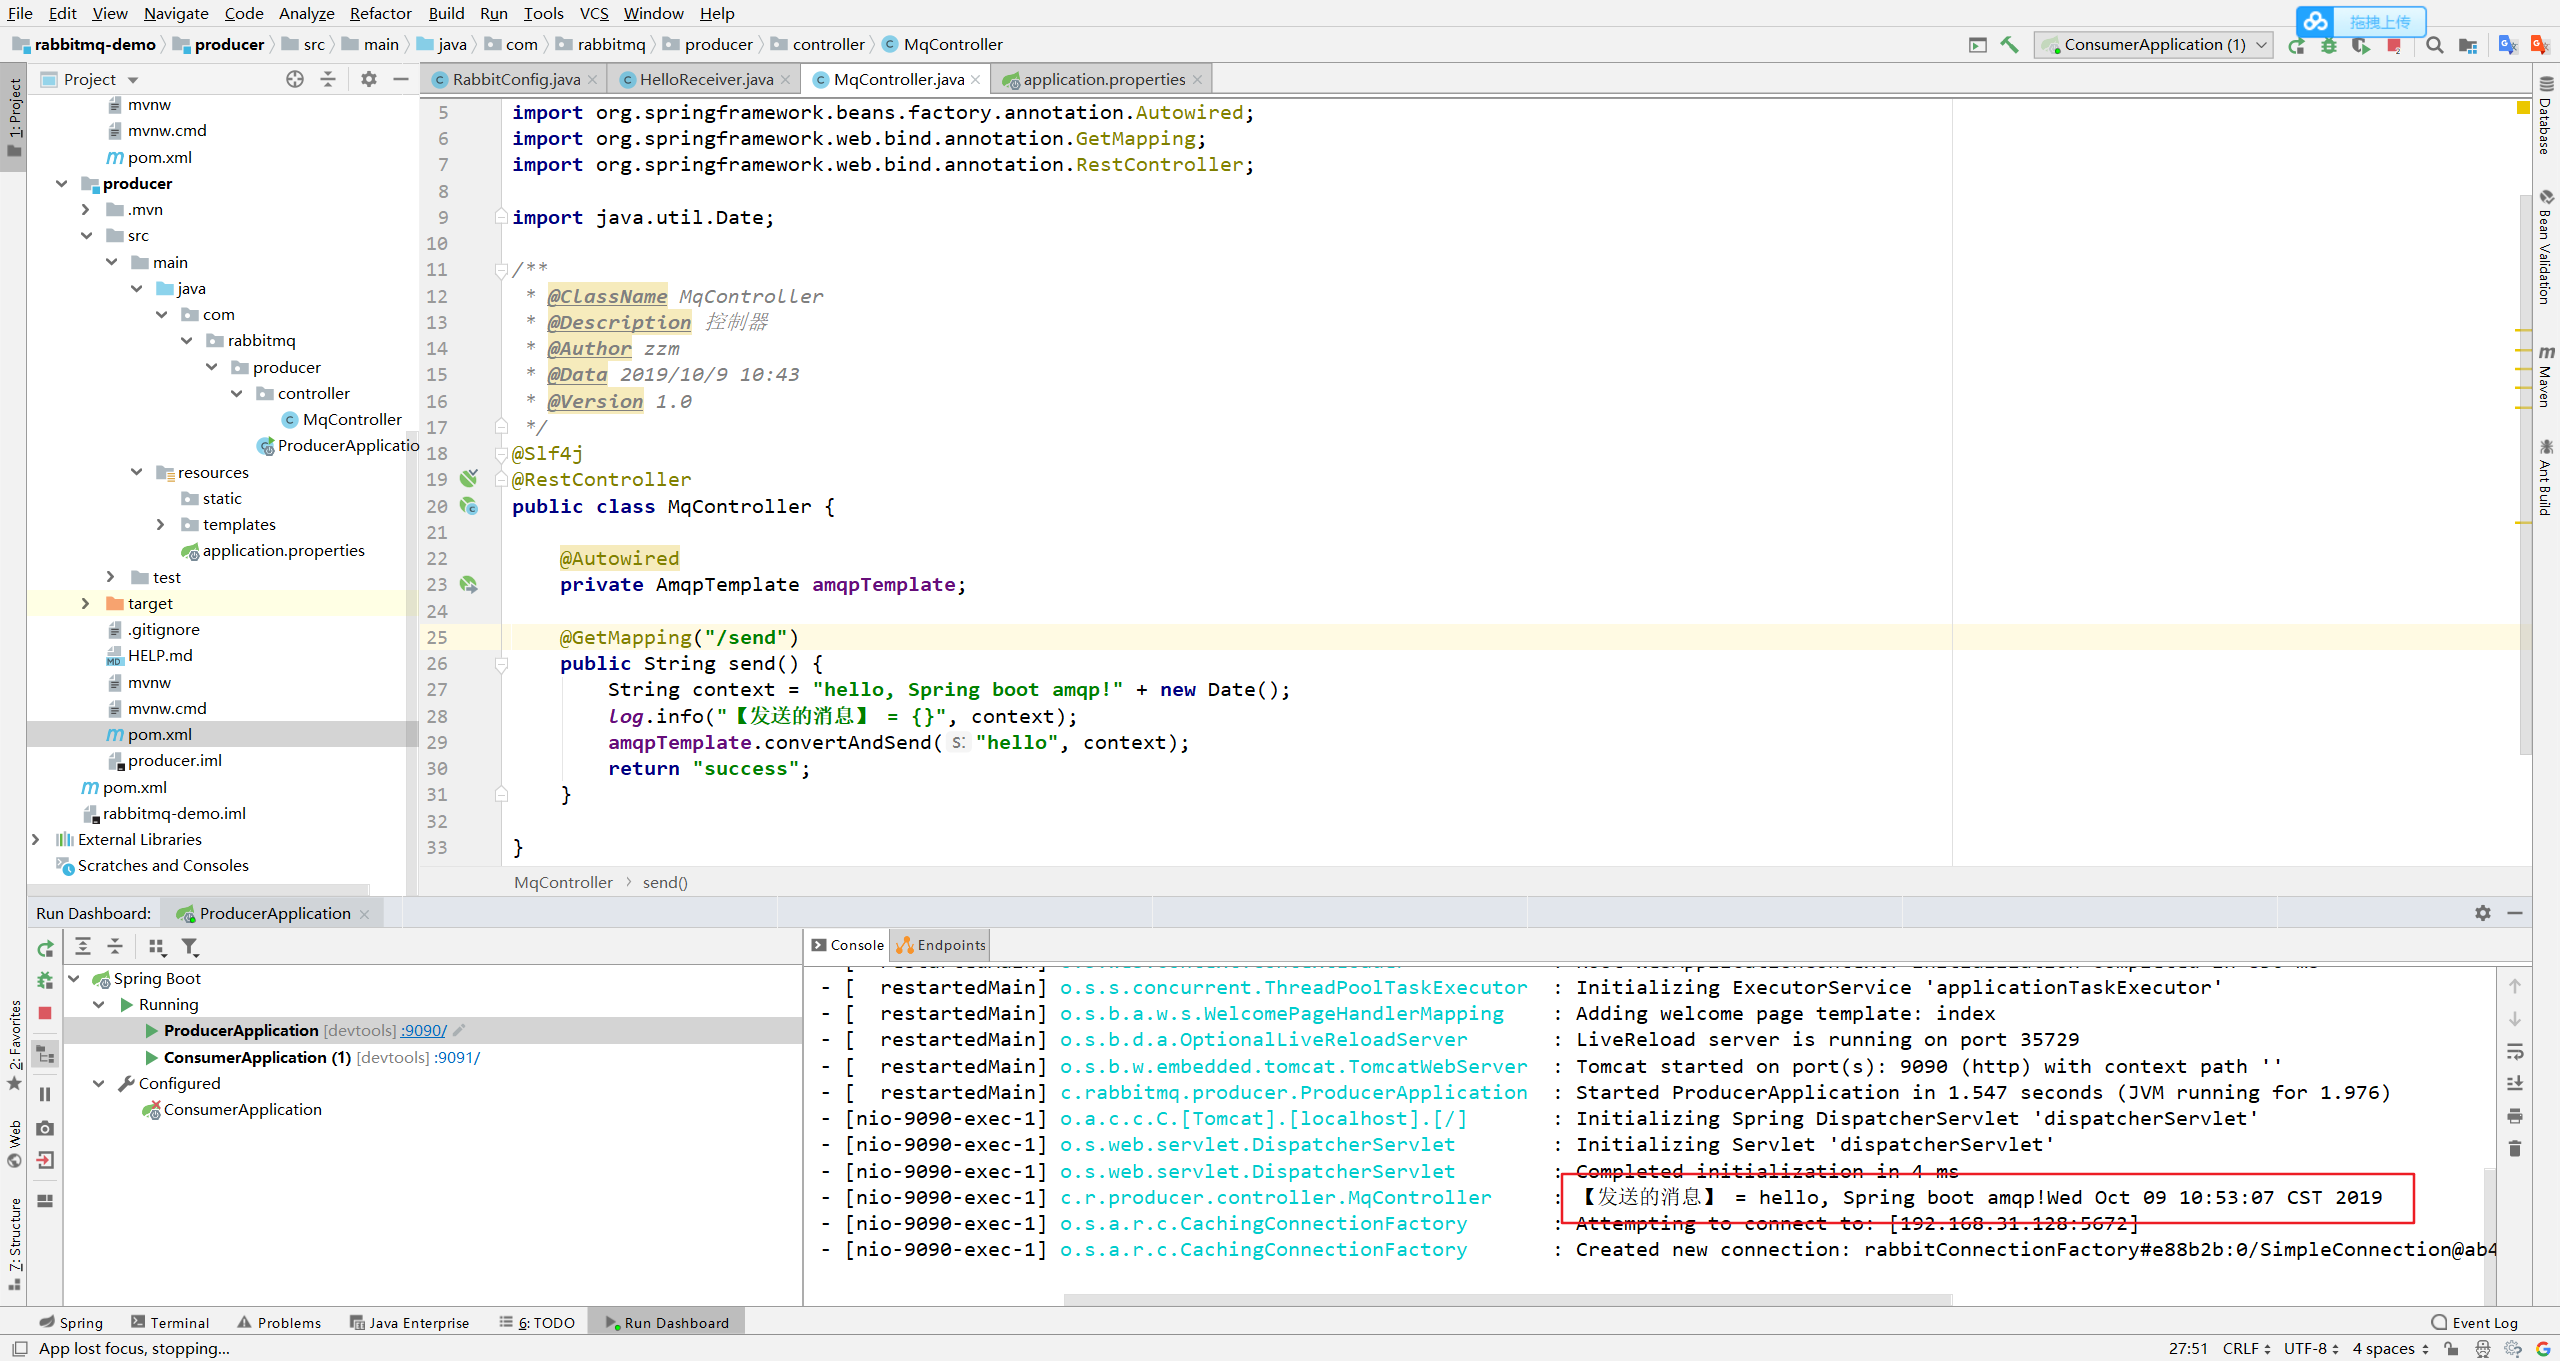 File Edit View Navigate Code Analyze Refactor Build Run Tools VCS Window Help
拖拽上传
rabbitmq-demo producer src main java com rabbitmq producer controller MqController
ConsumerApplication (1)
Project
RabbitConfig.java HelloReceiver.java MqController.java application.properties
1: Project
mvnw
mvnw.cmd
pom.xml
producer
.mvn
src
main
java
com
rabbitmq
producer
controller
MqController
ProducerApplicatio
resources
static
templates
application.properties
test
target
.gitignore
HELP.md
mvnw
mvnw.cmd
pom.xml
producer.iml
pom.xml
rabbitmq-demo.iml
External Libraries
Scratches and Consoles
5 import org.springframework.beans.factory.annotation.Autowired;
6 import org.springframework.web.bind.annotation.GetMapping;
7 import org.springframework.web.bind.annotation.RestController;
8
9 import java.util.Date;
10
11 /**
12 * @ClassName MqController
13 * @Description 控制器
14 * @Author zzm
15 * @Data 2019/10/9 10:43
16 * @Version 1.0
17 */
18 @Slf4j
19 @RestController
20 public class MqController {
21
22 @Autowired
23 private AmqpTemplate amqpTemplate;
24
25 @GetMapping("/send")
26 public String send() {
27 String context = "hello, Spring boot amqp!" + new Date();
28 log.info("【发送的消息】 = {}", context);
29 amqpTemplate.convertAndSend( s: "hello", context);
30 return "success";
31 }
32
33 }
MqController send()
Database
Bean Validation
Maven
Ant Build
Run Dashboard: ProducerApplication
Console Endpoints
Spring Boot
Running
ProducerApplication [devtools] :9090/
ConsumerApplication (1) [devtools] :9091/
Configured
ConsumerApplication
2: Favorites
Web
7: Structure
- [ restartedMain] o.s.s.concurrent.ThreadPoolTaskExecutor : Initializing ExecutorService 'applicationTaskExecutor'
- [ restartedMain] o.s.b.a.w.s.WelcomePageHandlerMapping : Adding welcome page template: index
- [ restartedMain] o.s.b.d.a.OptionalLiveReloadServer : LiveReload server is running on port 35729
- [ restartedMain] o.s.b.w.embedded.tomcat.TomcatWebServer : Tomcat started on port(s): 9090 (http) with context path ''
- [ restartedMain] c.rabbitmq.producer.ProducerApplication : Started ProducerApplication in 1.547 seconds (JVM running for 1.976)
- [nio-9090-exec-1] o.a.c.c.C.[Tomcat].[localhost].[/] : Initializing Spring DispatcherServlet 'dispatcherServlet'
- [nio-9090-exec-1] o.s.web.servlet.DispatcherServlet : Initializing Servlet 'dispatcherServlet'
- [nio-9090-exec-1] o.s.web.servlet.DispatcherServlet : Completed initialization in 4 ms
- [nio-9090-exec-1] c.r.producer.controller.MqController : 【发送的消息】 = hello, Spring boot amqp!Wed Oct 09 10:53:07 CST 2019
- [nio-9090-exec-1] o.s.a.r.c.CachingConnectionFactory : Attempting to connect to: [192.168.31.128:5672]
- [nio-9090-exec-1] o.s.a.r.c.CachingConnectionFactory : Created new connection: rabbitConnectionFactory#e88b2b:0/SimpleConnection@ab4
Spring Terminal Problems Java Enterprise 6: TODO Run Dashboard Event Log
App lost focus, stopping... 27:51 CRLF UTF-8 4 spaces